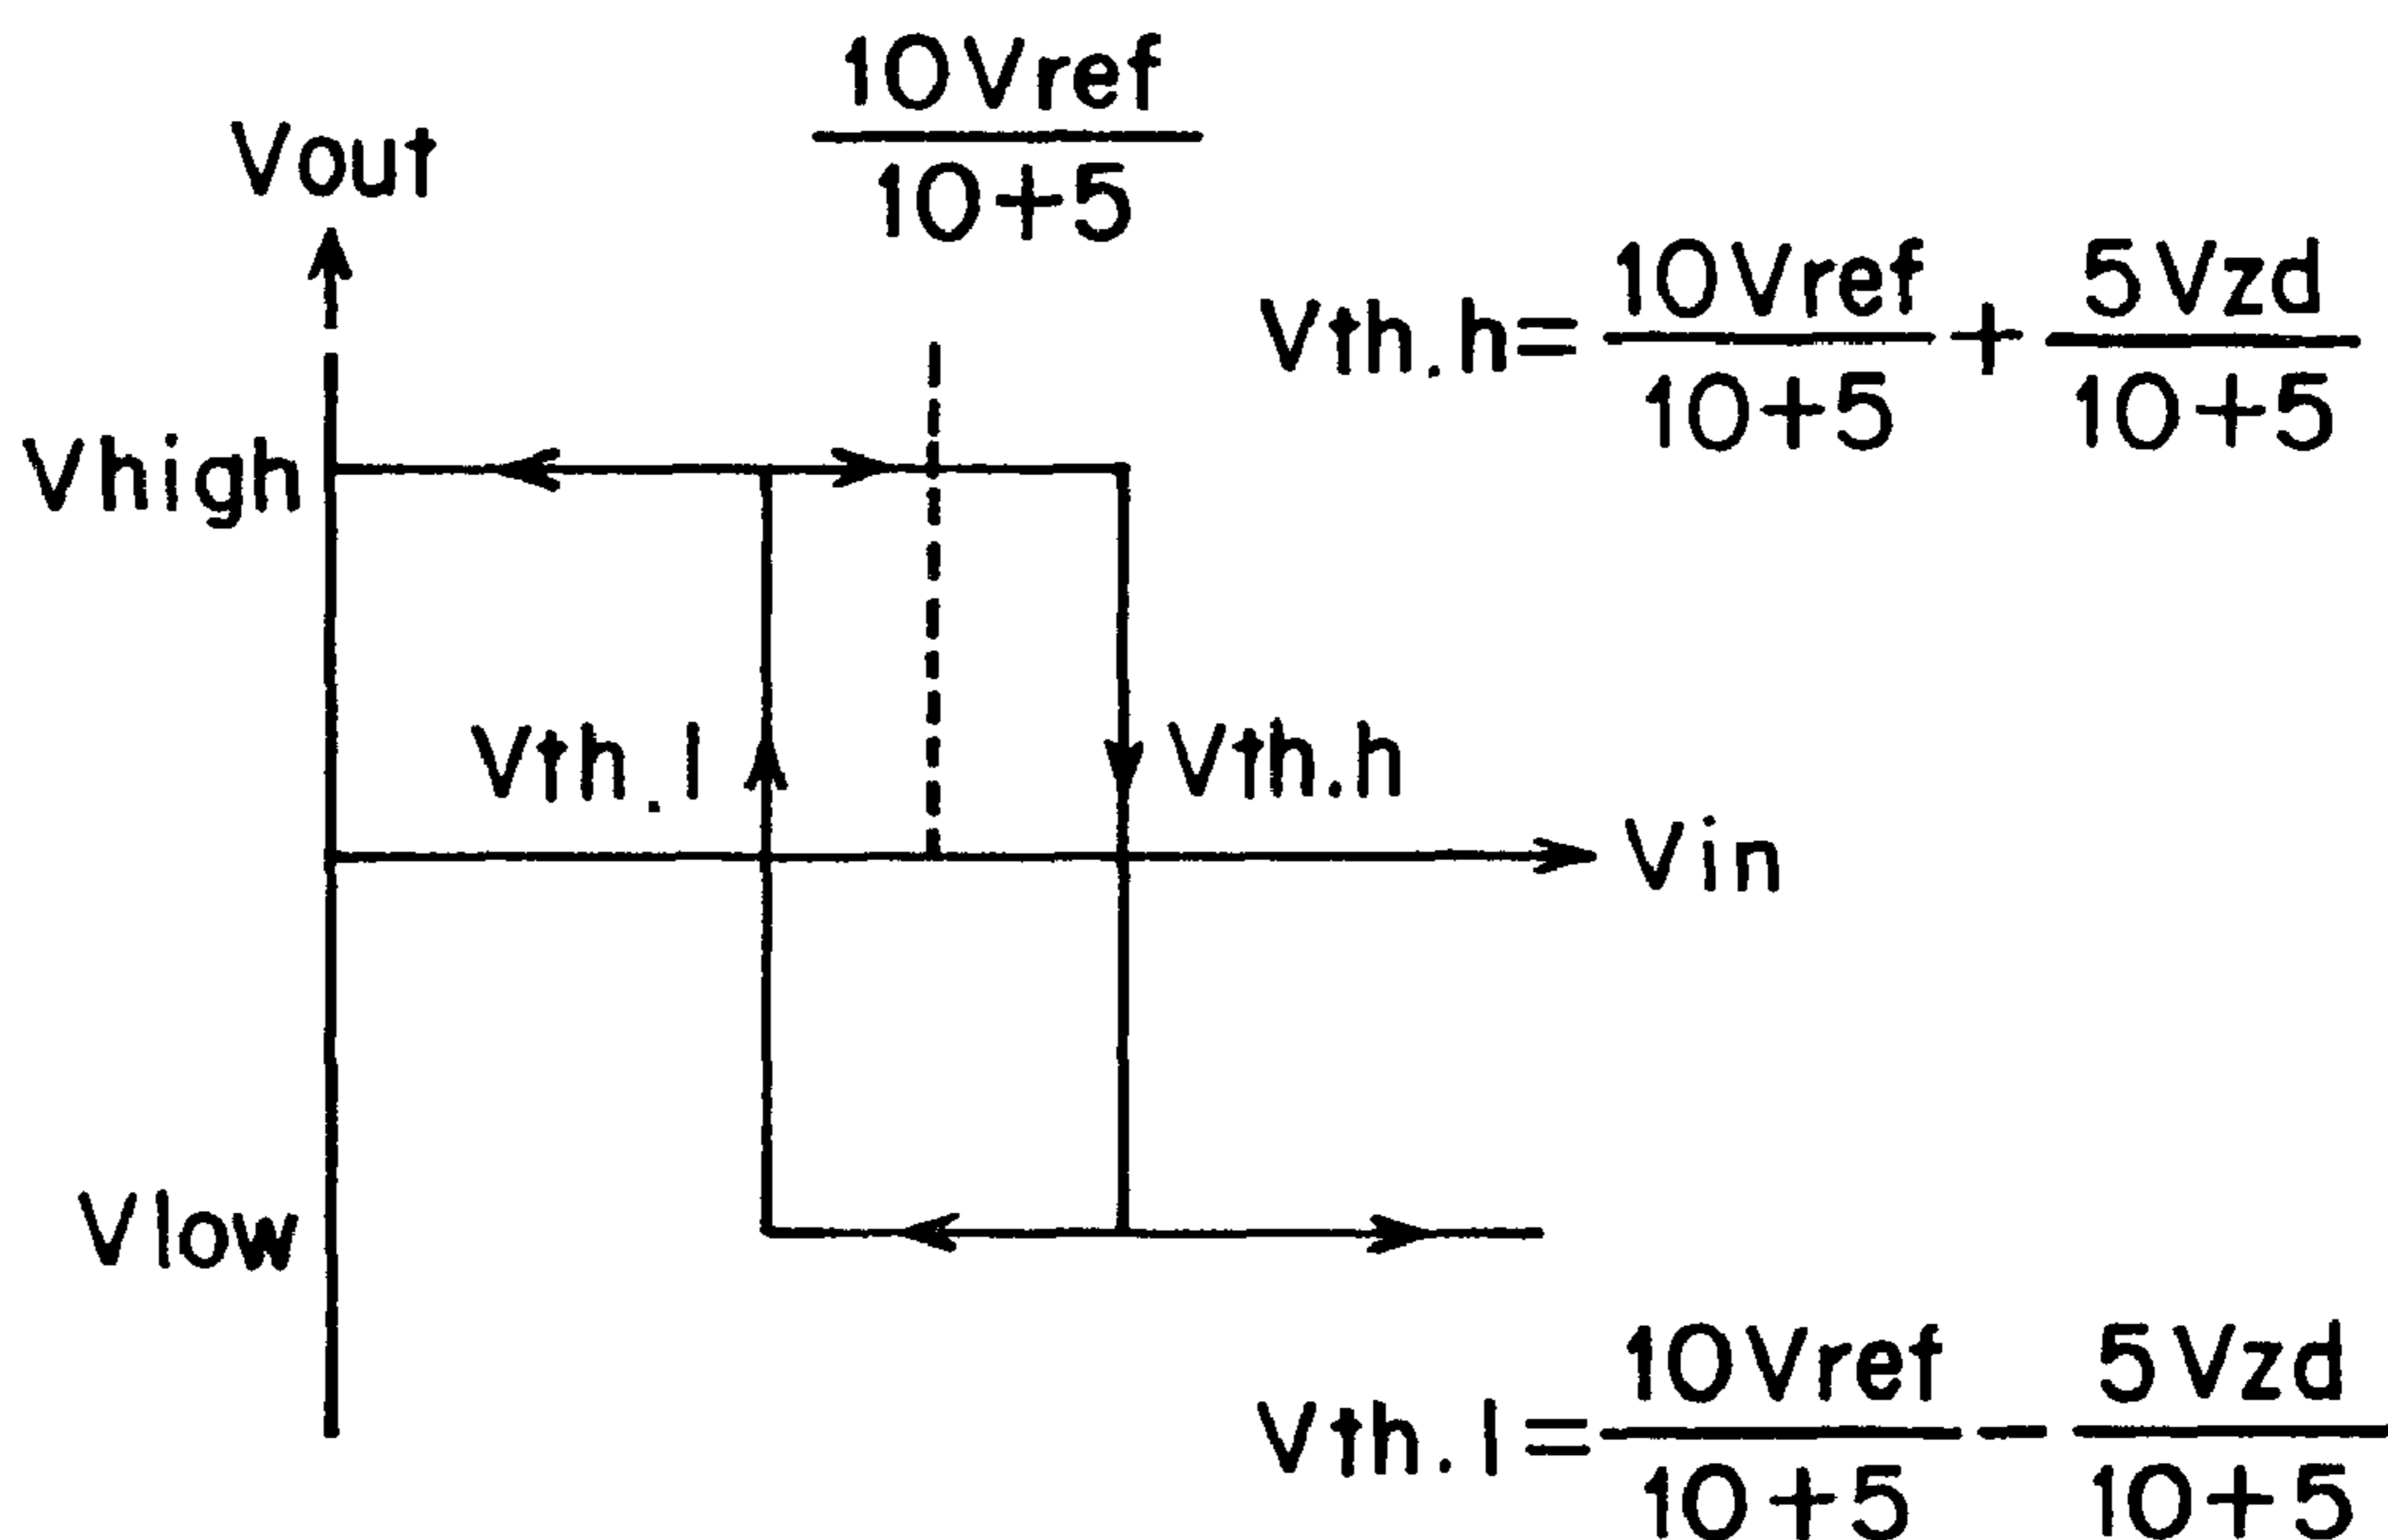 10Vref
10+5
Vout
Vth.h=10Vref/10+5 + 5Vzd/10+5
Vhigh
Vth.l
Vth.h
Vin
Vlow
Vth.l=10Vref/10+5 − 5Vzd/10+5